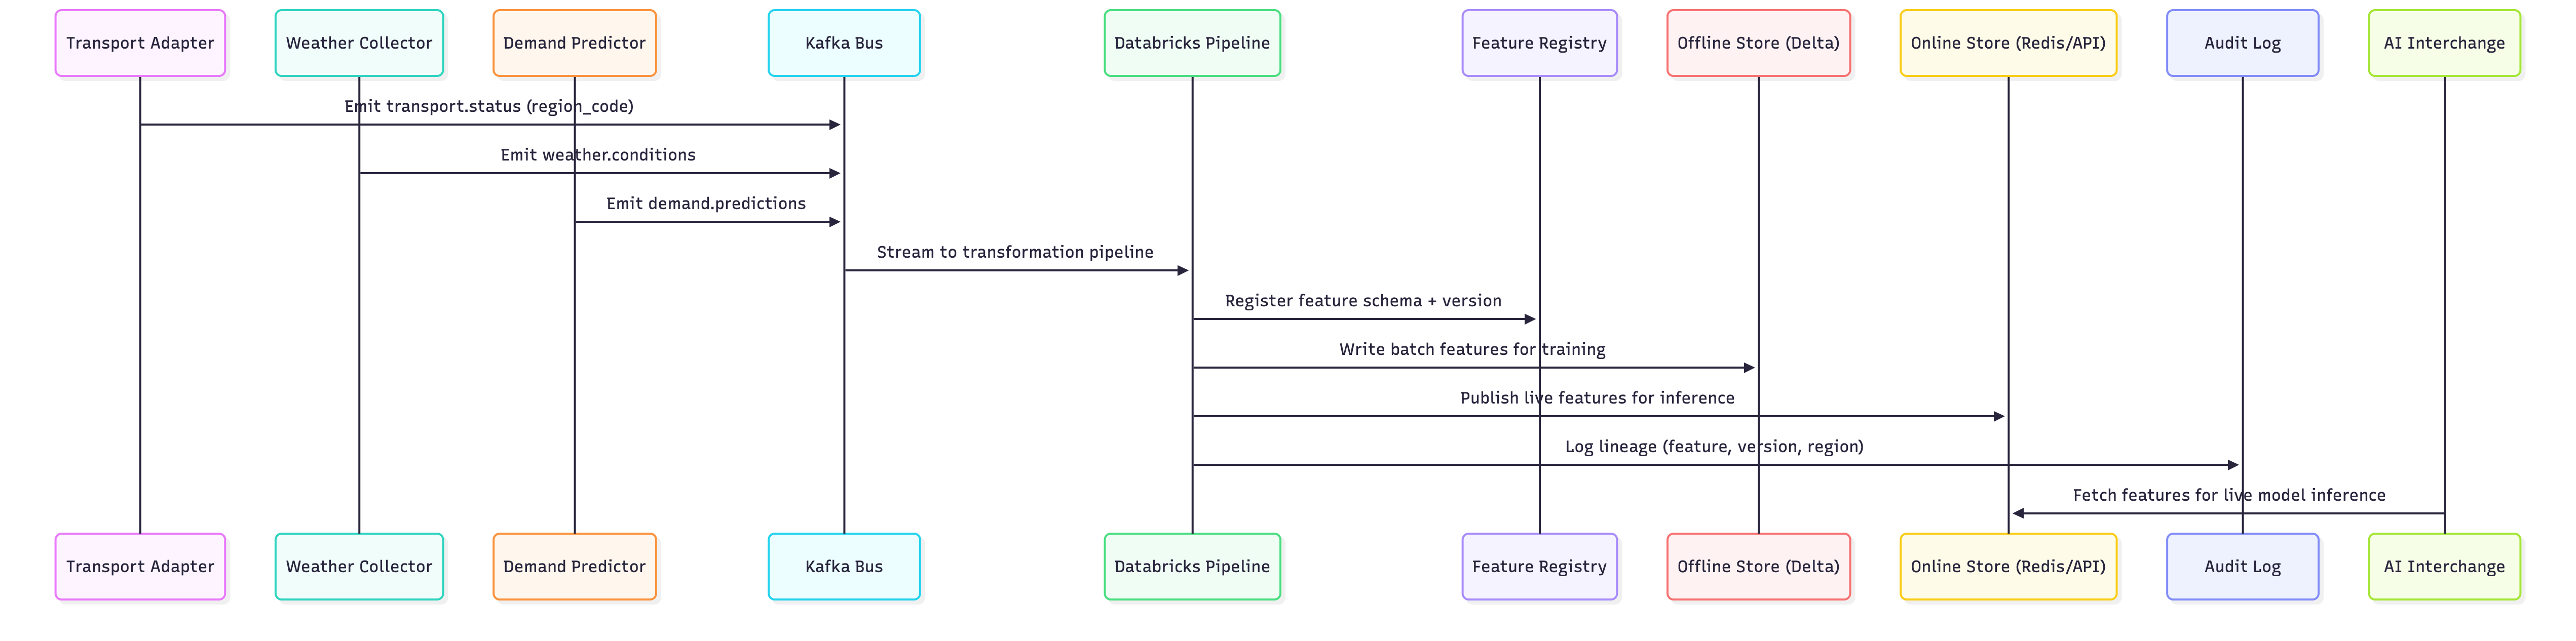 Transport Adapter
Weather Collector
Demand Predictor
Kafka Bus
Databricks Pipeline
Feature Registry
Offline Store (Delta)
Online Store (Redis/API)
Audit Log
AI Interchange
Emit transport.status (region_code)
Emit weather.conditions
Emit demand.predictions
Stream to transformation pipeline
Register feature schema + version
Write batch features for training
Publish live features for inference
Log lineage (feature, version, region)
Fetch features for live model inference
Transport Adapter
Weather Collector
Demand Predictor
Kafka Bus
Databricks Pipeline
Feature Registry
Offline Store (Delta)
Online Store (Redis/API)
Audit Log
AI Interchange